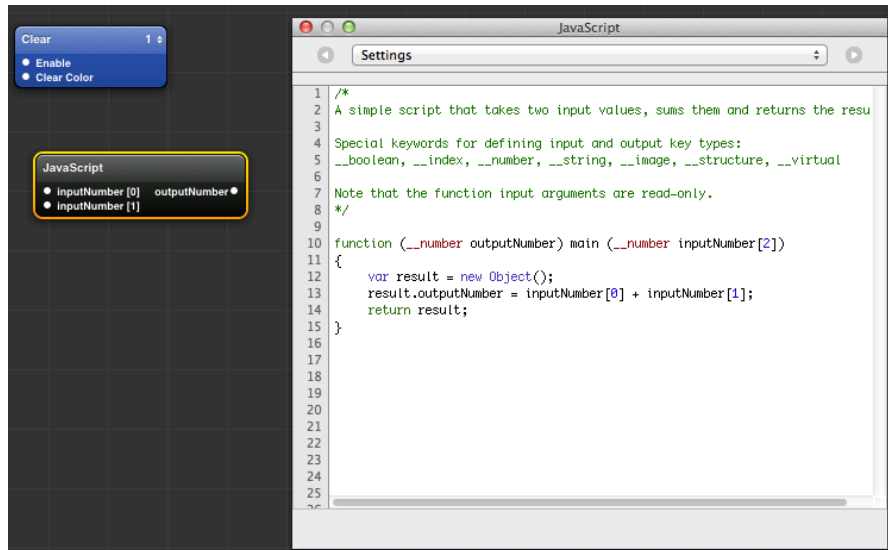 Clear 1
Enable
Clear Color
JavaScript
inputNumber [0] outputNumber
inputNumber [1]
JavaScript
Settings
1 /*
2 A simple script that takes two input values, sums them and returns the resu
3
4 Special keywords for defining input and output key types:
5 __boolean, __index, __number, __string, __image, __structure, __virtual
6
7 Note that the function input arguments are read-only.
8 */
9
10 function (__number outputNumber) main (__number inputNumber[2])
11 {
12 var result = new Object();
13 result.outputNumber = inputNumber[0] + inputNumber[1];
14 return result;
15 }
16
17
18
19
20
21
22
23
24
25
26